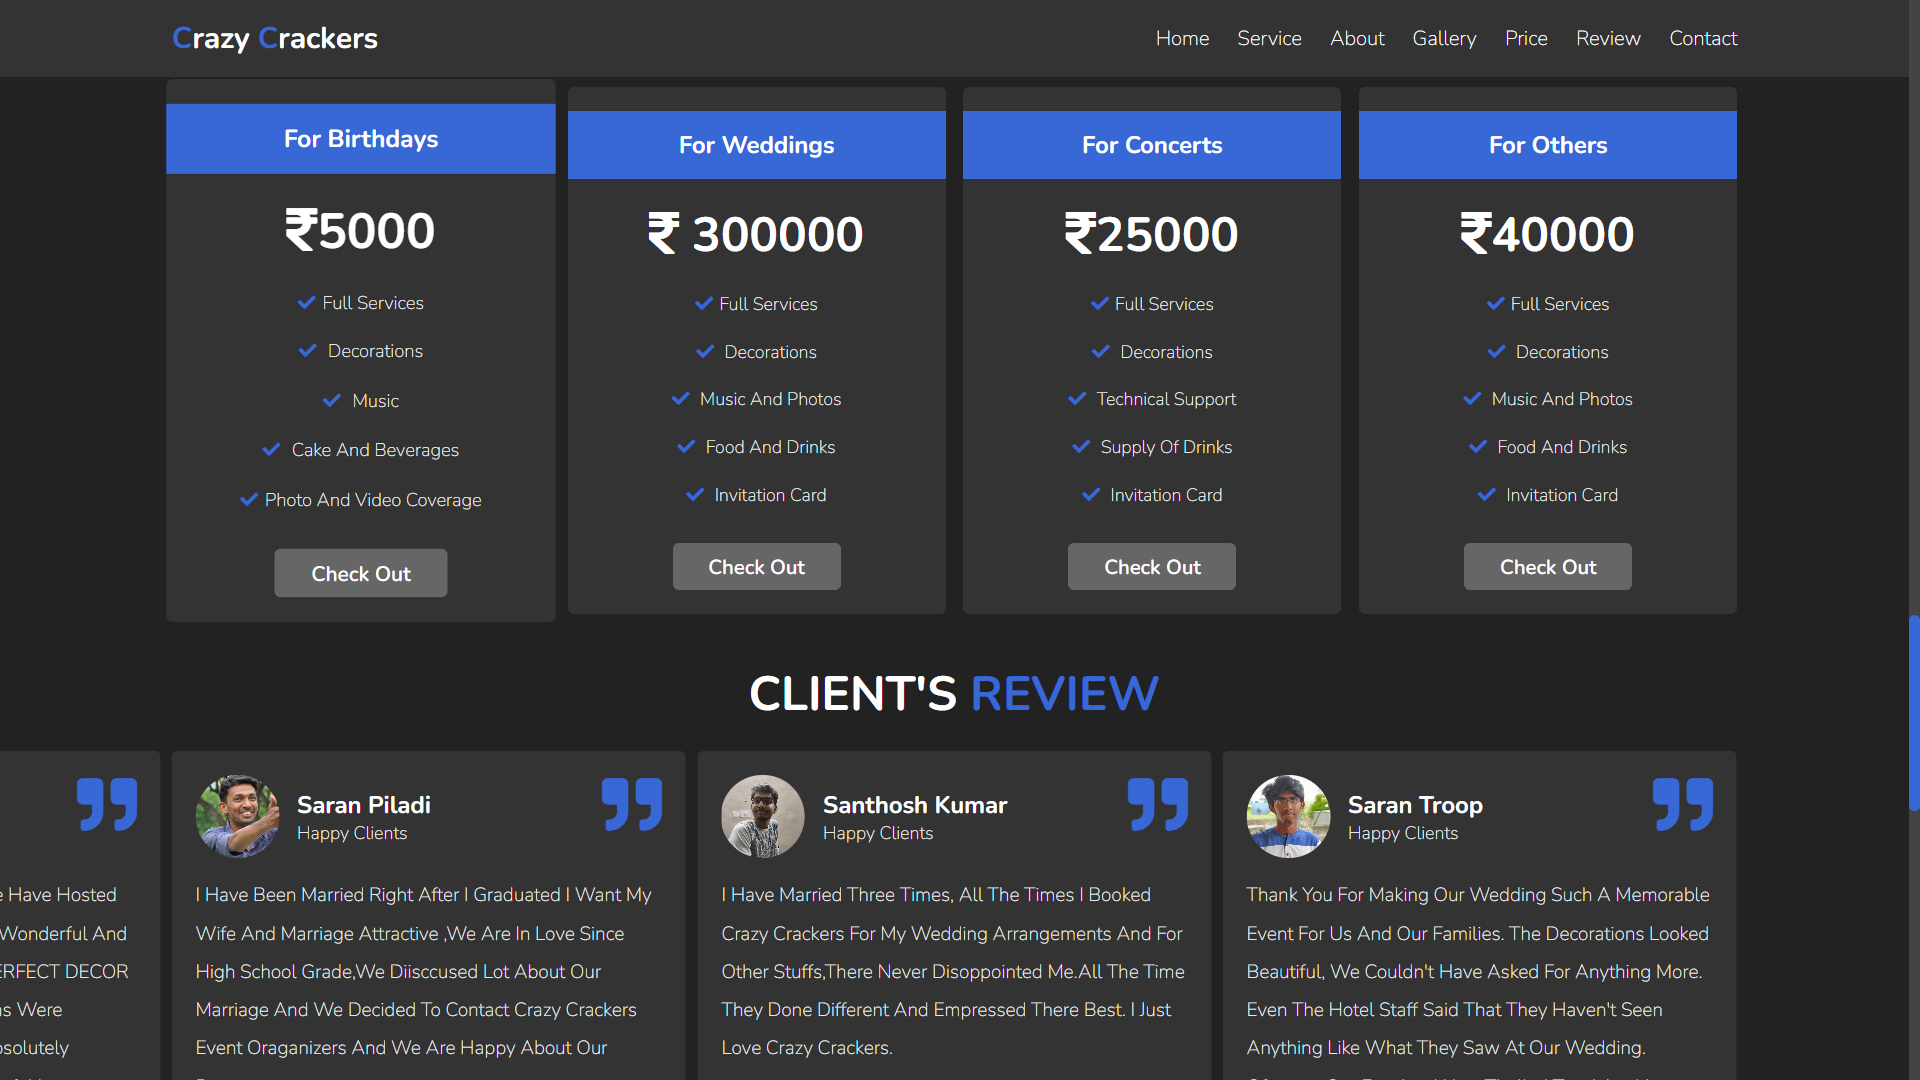 Crazy Crackers
Home Service About Gallery Price Review Contact
For Birthdays
₹5000
Full Services
Decorations
Music
Cake And Beverages
Photo And Video Coverage
Check Out
For Weddings
₹ 300000
Full Services
Decorations
Music And Photos
Food And Drinks
Invitation Card
Check Out
For Concerts
₹25000
Full Services
Decorations
Technical Support
Supply Of Drinks
Invitation Card
Check Out
For Others
₹40000
Full Services
Decorations
Music And Photos
Food And Drinks
Invitation Card
Check Out
CLIENT'S REVIEW
Have Hosted
Wonderful And
DECOR
Were
Saran Piladi
Happy Clients
I Have Been Married Right After I Graduated I Want My
Wife And Marriage Attractive ,We Are In Love Since
High School Grade,We Diisccused Lot About Our
Marriage And We Decided To Contact Crazy Crackers
Event Oraganizers And We Are Happy About Our
Santhosh Kumar
Happy Clients
I Have Married Three Times, All The Times I Booked
Crazy Crackers For My Wedding Arrangements And For
Other Stuffs,There Never Disoppointed Me.All The Time
They Done Different And Empressed There Best. I Just
Love Crazy Crackers.
Saran Troop
Happy Clients
Thank You For Making Our Wedding Such A Memorable
Event For Us And Our Families. The Decorations Looked
Beautiful, We Couldn't Have Asked For Anything More.
Even The Hotel Staff Said That They Haven't Seen
Anything Like What They Saw At Our Wedding.